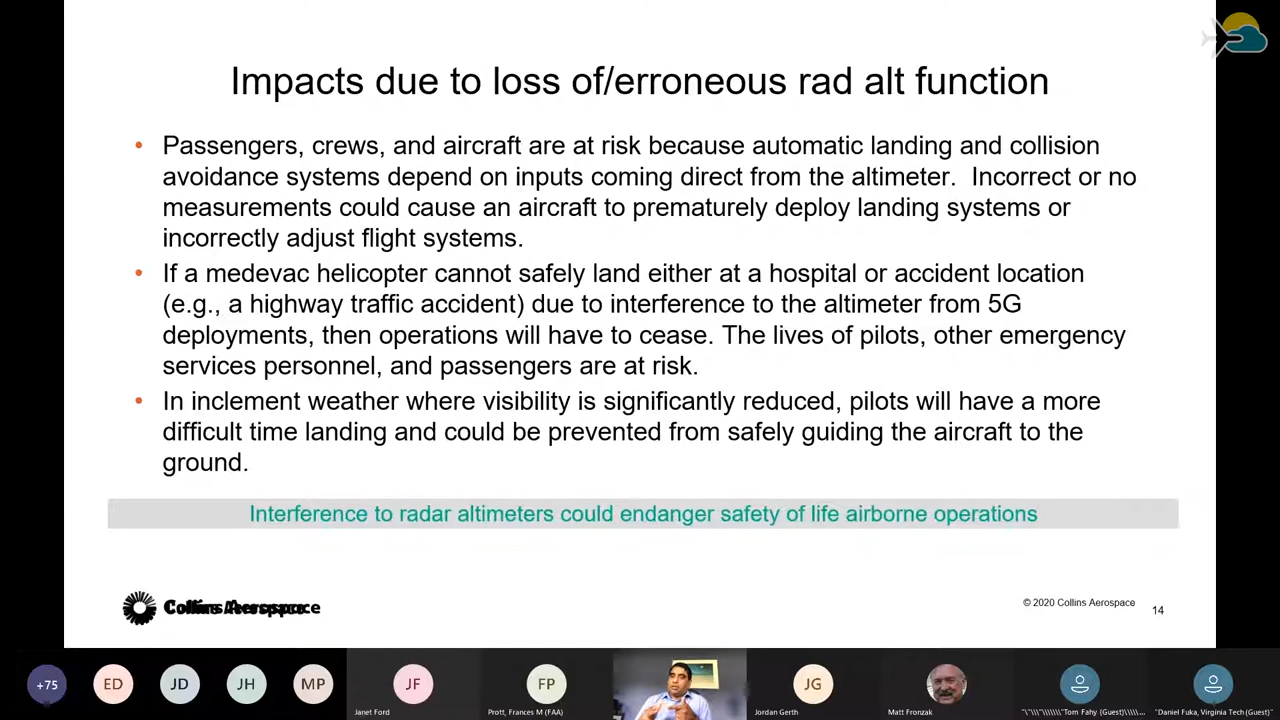 Impacts due to loss of/erroneous rad alt function
• Passengers, crews, and aircraft are at risk because automatic landing and collision
avoidance systems depend on inputs coming direct from the altimeter.  Incorrect or no
measurements could cause an aircraft to prematurely deploy landing systems or
incorrectly adjust flight systems.
• If a medevac helicopter cannot safely land either at a hospital or accident location
(e.g., a highway traffic accident) due to interference to the altimeter from 5G
deployments, then operations will have to cease. The lives of pilots, other emergency
services personnel, and passengers are at risk.
• In inclement weather where visibility is significantly reduced, pilots will have a more
difficult time landing and could be prevented from safely guiding the aircraft to the
ground.
Interference to radar altimeters could endanger safety of life airborne operations
Collins Aerospace
© 2020 Collins Aerospace
14
+75
ED
JD
JH
MP
JF
FP
JG
Janet Ford
Prott, Frances M (FAA)
Jordan Gerth
Matt Fronzak
"\"\\\"\\\\\\\"Tom Fahy (Guest)\\\\\...
"Daniel Fuka, Virginia Tech (Guest)"